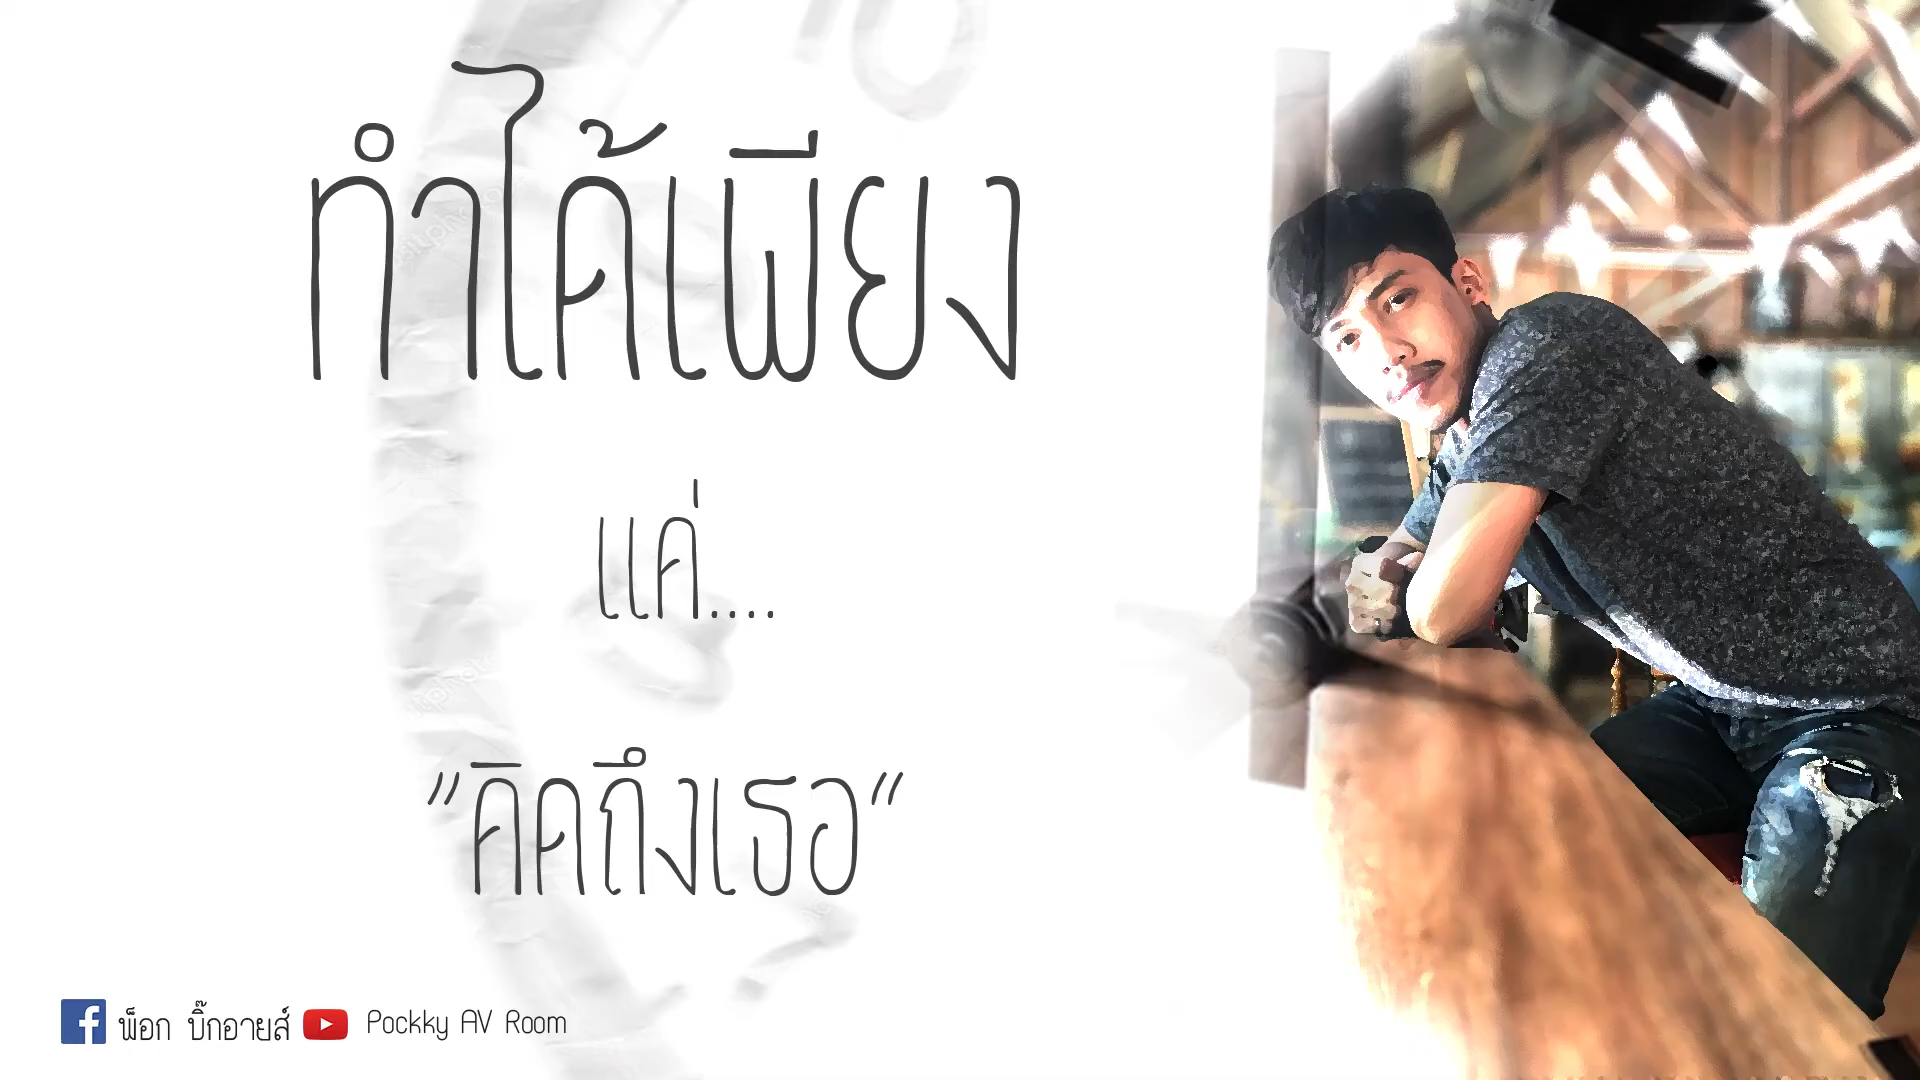 ทำได้เพียง
แค่....
"คิดถึงเธอ"
พ็อก บิ๊กอายส์ Pockky AV Room